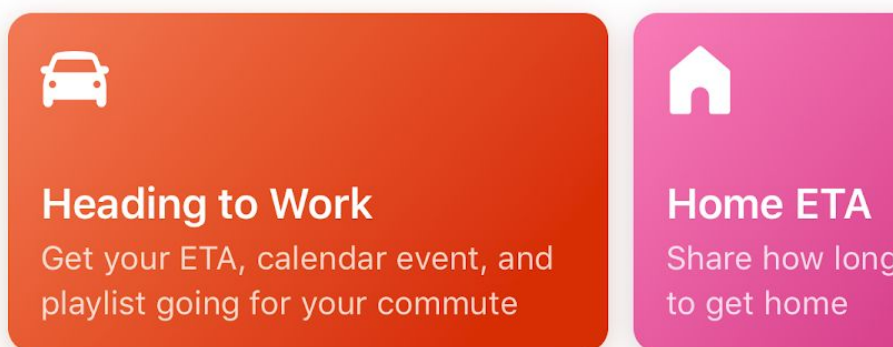 Heading to Work
Get your ETA, calendar event, and
playlist going for your commute
Home ETA
Share how long
to get home